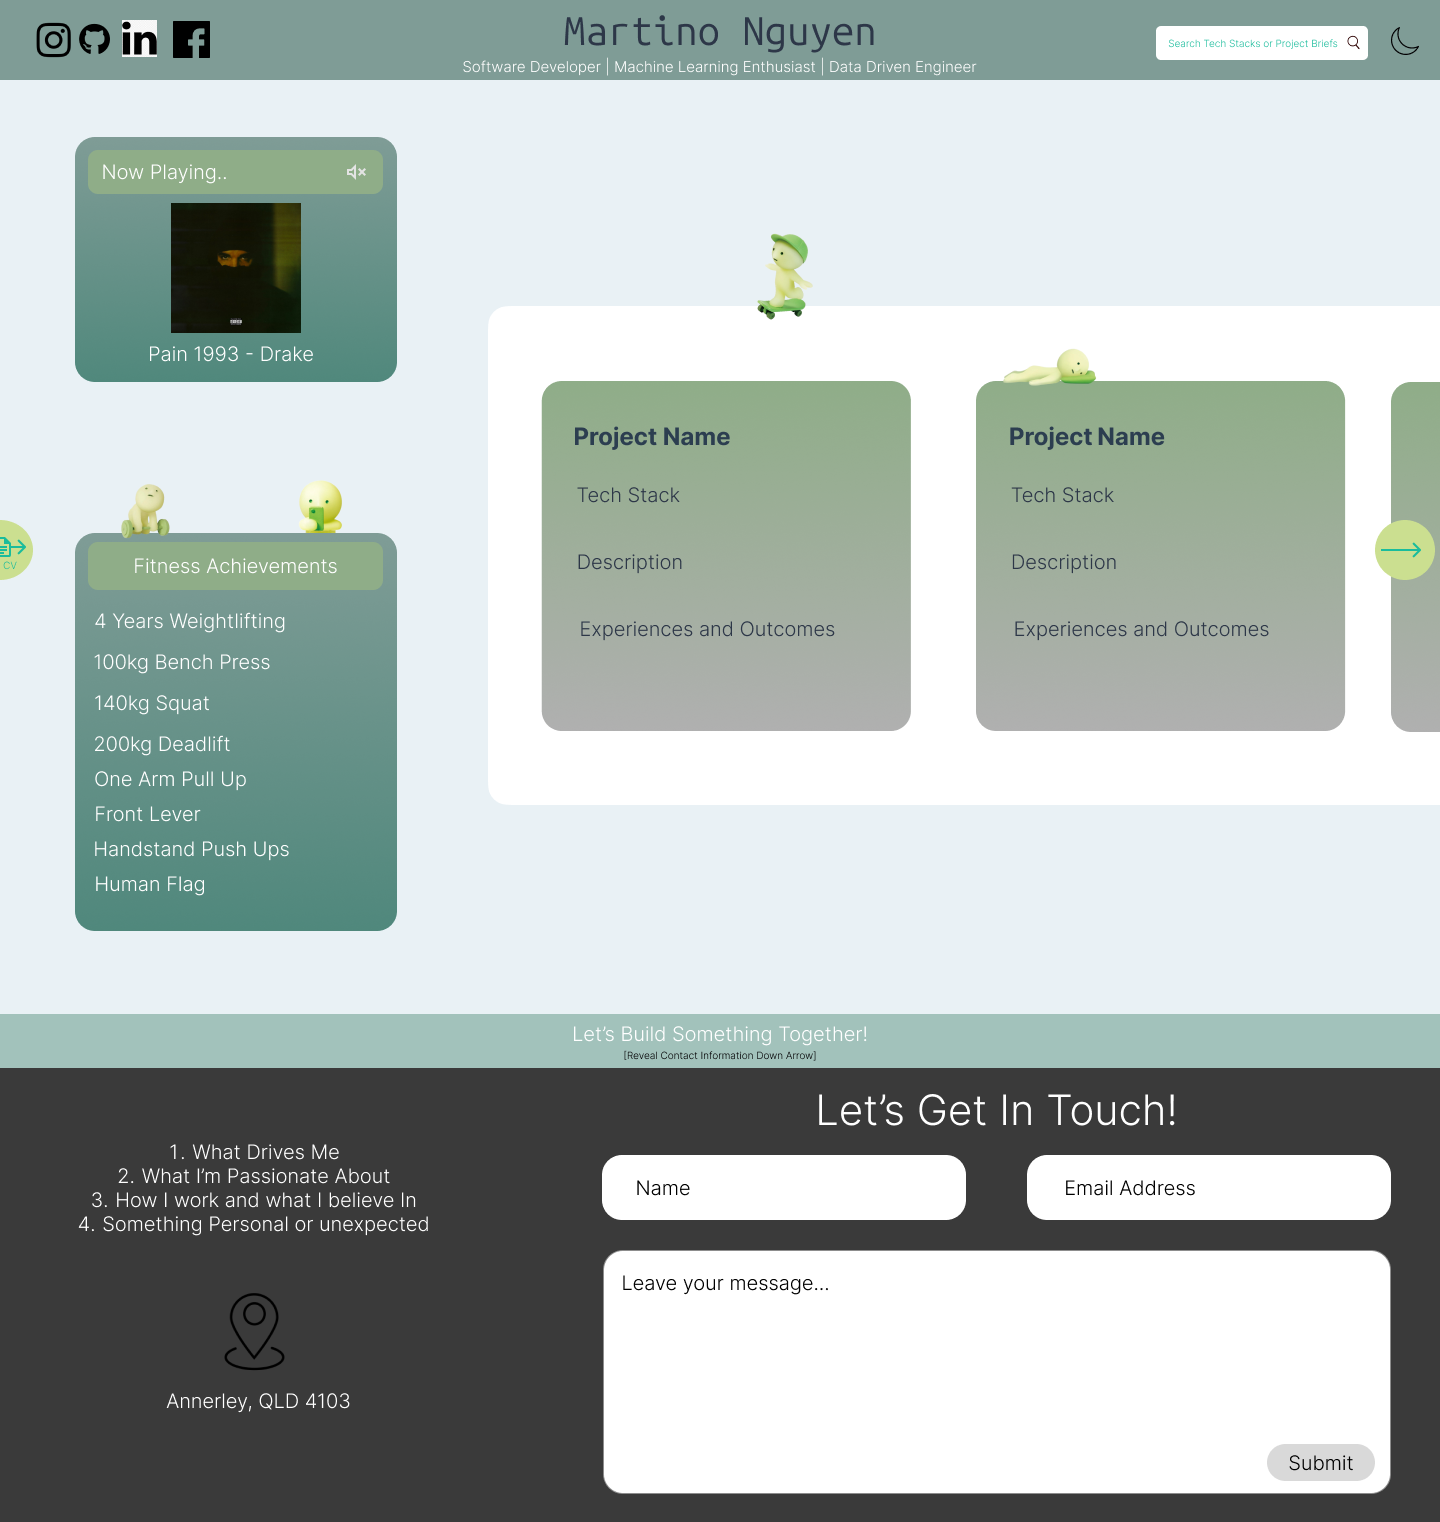 in
Martino Nguyen
Software Developer | Machine Learning Enthusiast | Data Driven Engineer
Search Tech Stacks or Project Briefs
Now Playing..
Pain 1993 - Drake
CV
Fitness Achievements
4 Years Weightlifting
100kg Bench Press
140kg Squat
200kg Deadlift
One Arm Pull Up
Front Lever
Handstand Push Ups
Human Flag
Project Name
Tech Stack
Description
Experiences and Outcomes
Project Name
Tech Stack
Description
Experiences and Outcomes
Let’s Build Something Together!
[Reveal Contact Information Down Arrow]
1. What Drives Me
2. What I’m Passionate About
3. How I work and what I believe In
4. Something Personal or unexpected
Annerley, QLD 4103
Let’s Get In Touch!
Name
Email Address
Leave your message...
Submit